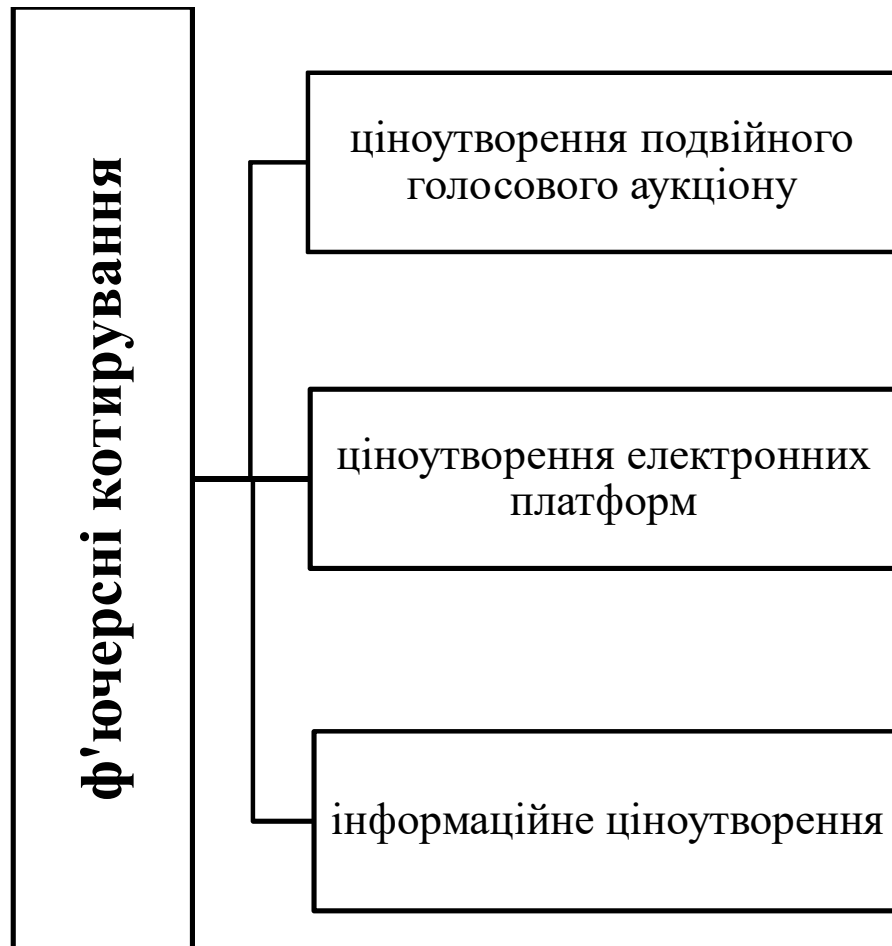 ф'ючерсні котирування
ціноутворення подвійного
голосового аукціону
ціноутворення електронних
платформ
інформаційне ціноутворення